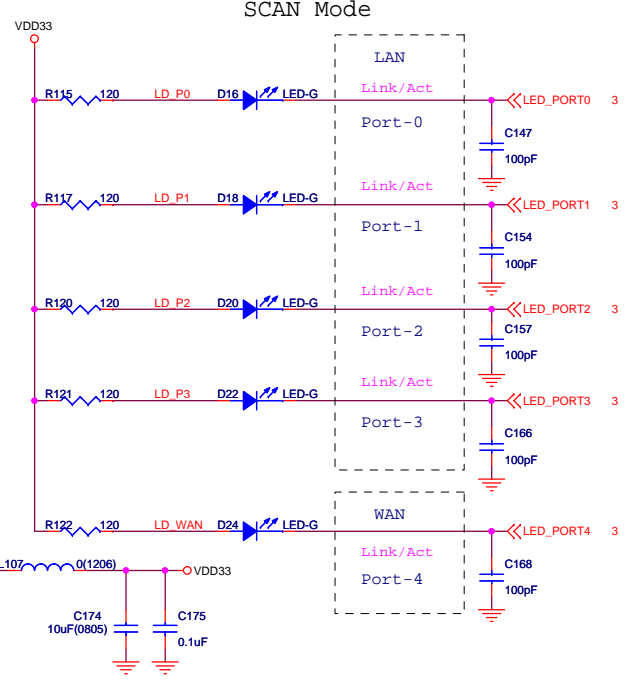 SCAN Mode
VDD33
LAN
R115 120 LD_P0 D16 LED-G Link/Act LED_PORT0 3
Port-0
C147
100pF
R117 120 LD_P1 D18 LED-G Link/Act LED_PORT1 3
Port-1
C154
100pF
R120 120 LD_P2 D20 LED-G Link/Act LED_PORT2 3
Port-2
C157
100pF
R121 120 LD_P3 D22 LED-G Link/Act LED_PORT3 3
Port-3
C166
100pF
WAN
R122 120 LD_WAN D24 LED-G LED_PORT4 3
Link/Act
Port-4
C168
100pF
L107 0(1206) VDD33
C174
10uF(0805)
C175
0.1uF